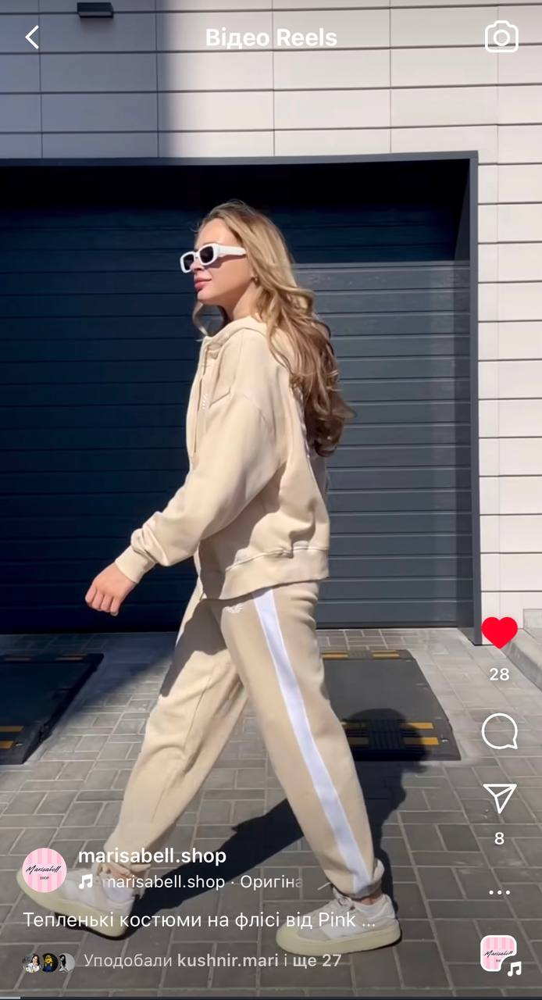 Відео Reels
28
8
marisabell.shop
Marisabell
SHOP
marisabell.shop · Оригіна
Тепленькі костюми на флісі від Pink ...
Уподобали kushnir.mari і ще 27
Marisabell